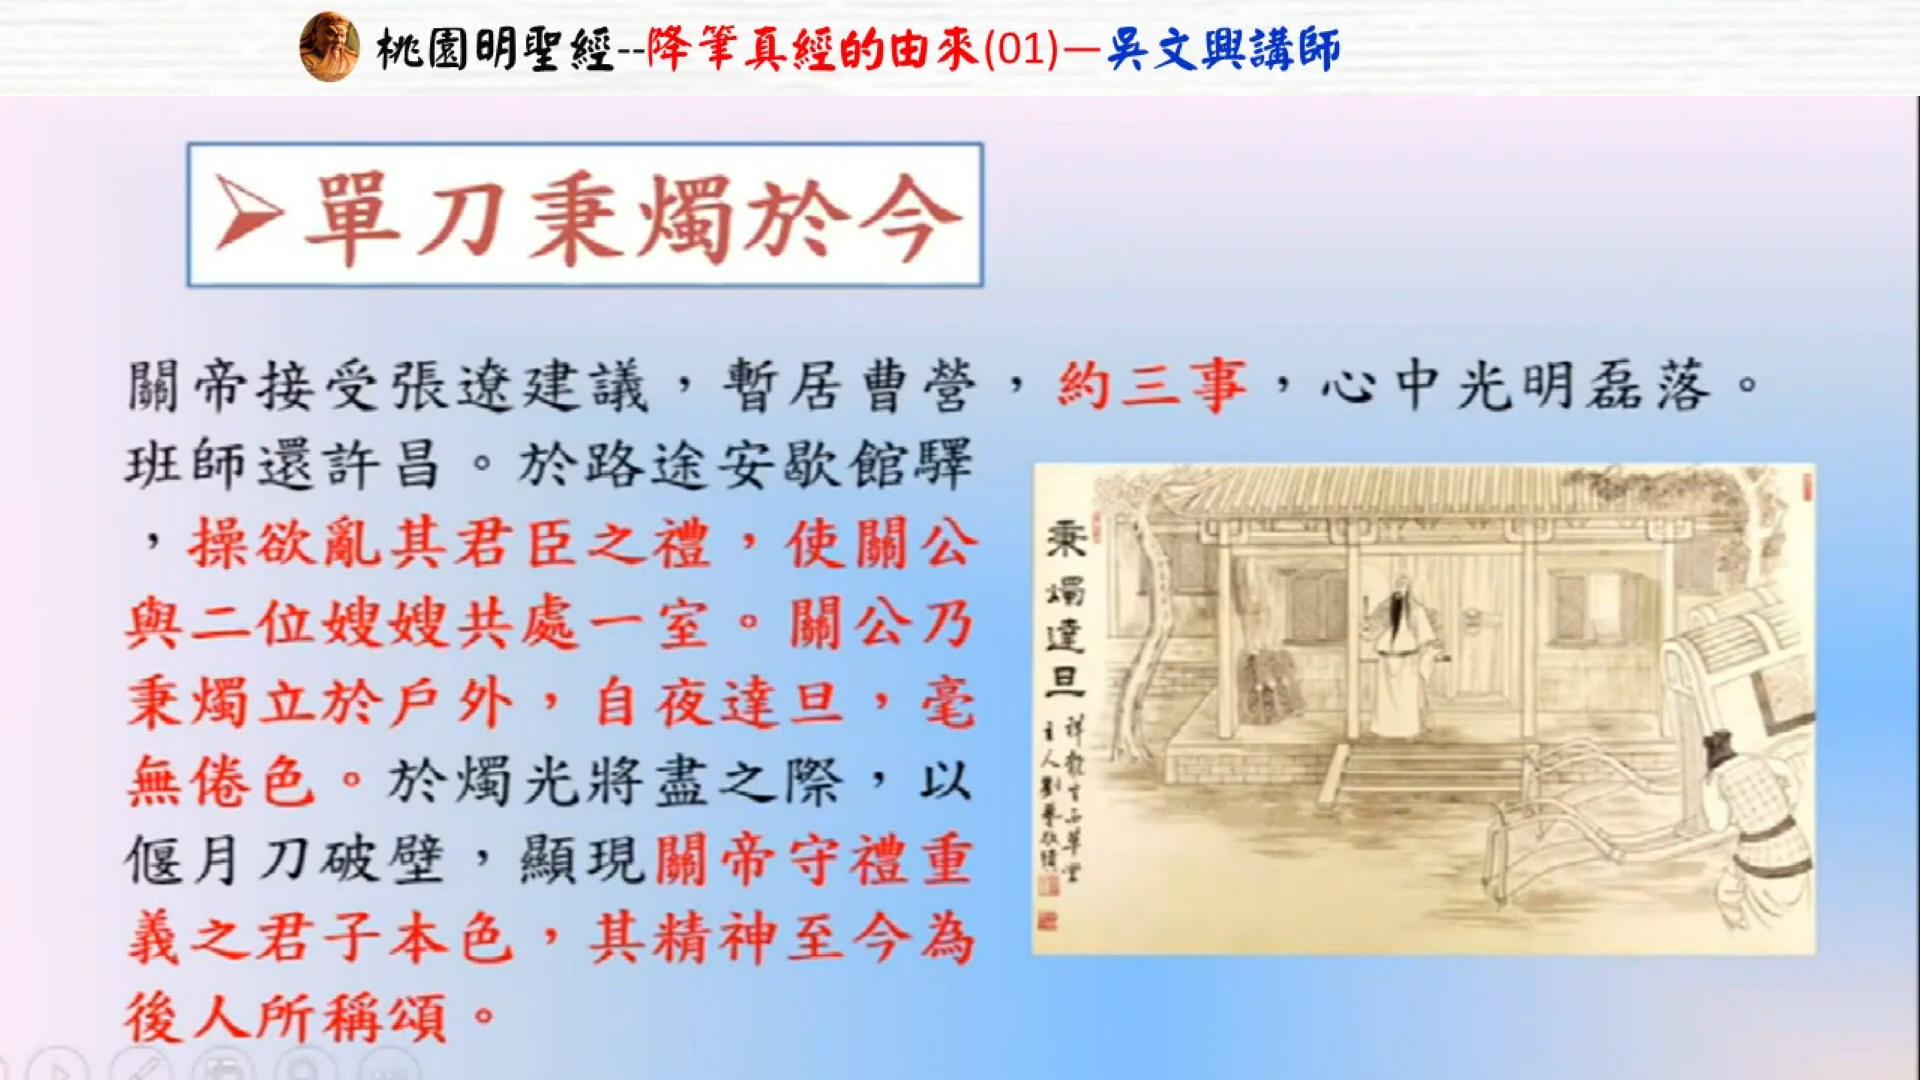 桃園明聖經--降筆真經的由來(01)—吳文興講師
單刀秉燭於今
關帝接受張遼建議，暫居曹營，約三事，心中光明磊落。
班師還許昌。於路途安歇館驛
，操欲亂其君臣之禮，使關公
與二位嫂嫂共處一室。關公乃
秉燭立於戶外，自夜達旦，毫
無倦色。於燭光將盡之際，以
偃月刀破壁，顯現關帝守禮重
義之君子本色，其精神至今為
後人所稱頌。
秉燭達旦